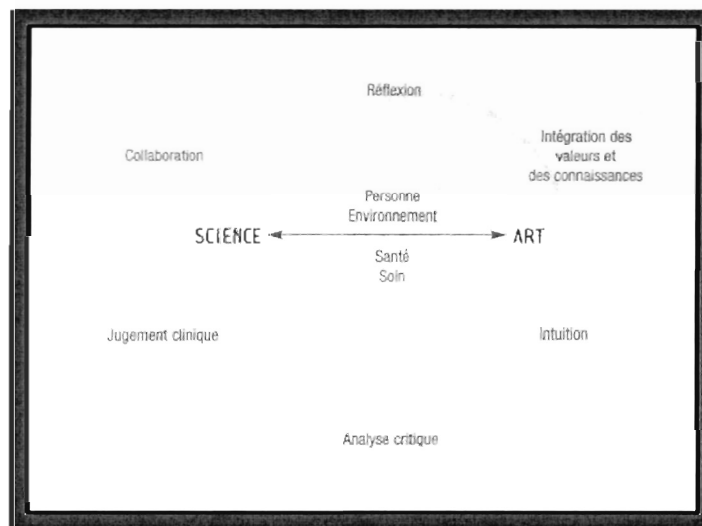 Réflexion
Collaboration
Intégration des
valeurs et
des connaissances
Personne
Environnement
SCIENCE
ART
Santé
Soin
Jugement clinique
Intuition
Analyse critique